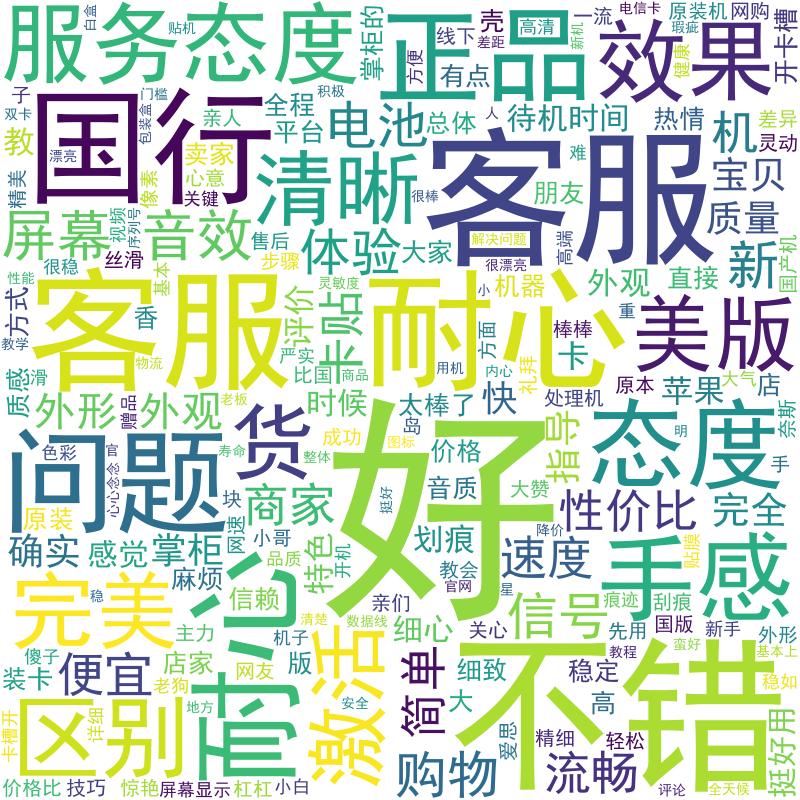 服务态度
白盒
贴机
掌柜的
正品
方便
线下
有点
壳
差距
高清
一流
新机
电信卡
效果
瑕疵
健康
原装机
网购
开卡槽
子
双卡
教
国行
漂亮
门槛
包装盒
积极
亲人
全程
平台
电池
总体
人
待机时间
热情
机
差异
灵动
精美
像素
卖家
心意
关键
清晰
很棒
客服
难
朋友
宝贝
质量
屏幕
视频
序列号
音效
售后
体验
大家
解决问题
很漂亮
高端
新
国产机
很稳
丝滑
基本
步骤
灵敏度
机器
外观
直接
性能
方式
教学
客服
香
物流
评价
严实
比国
卡贴
商品
耐心
用机
小
内心
方面
礼拜
棒棒
卡
重
美版
质感
滑
外形
赠品
外观
老板
时候
太棒了
快
处理机
原本
苹果
大气
店
奈斯
问题
色彩
心心念念
官
货
寿命
成功
整体
图标
岛
价格
好
指导
态度
明
手
原装
块
商家
网速
小哥
特色
挺好
音质
大赞
性价比
完全
确实
感觉
掌柜
麻烦
品质
开机
划痕
教会
官网
速度
降价
星
手感
贴膜
完美
稳
耐心
信赖
清楚
数据线
亲们
细心
关心
信号
痕迹
刮痕
先用
国版
新手
外形
主力
机子
激活
傻子
装卡
便宜
店家
网友
版
老狗
简单
细致
大
不错
教程
稳定
高
蛮好
基本上
稳如
卡槽开
区别
详细
地方
安全
爱思
精细
轻松
挺好用
价格比
技巧
惊艳
屏幕显示
杠杠
小白
购物
流畅
评论
全天候